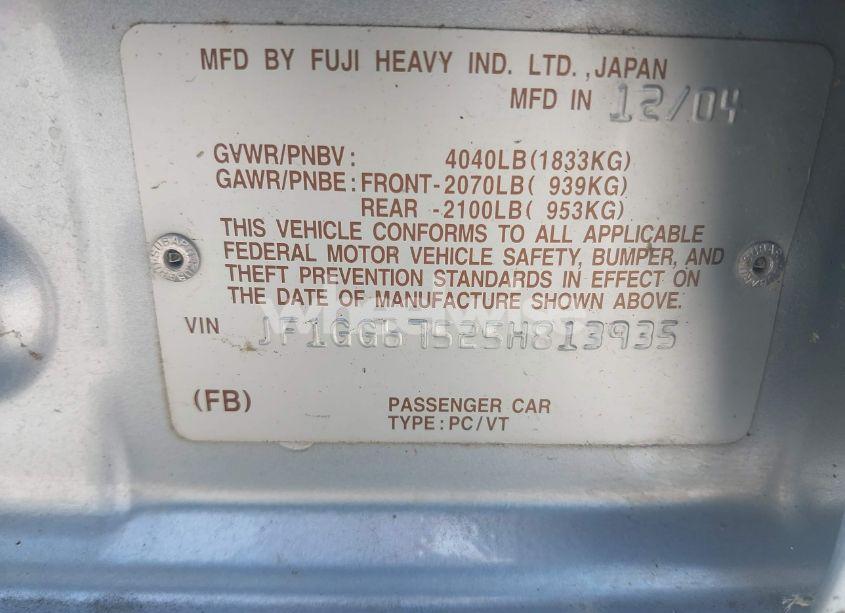 MFD BY FUJI HEAVY IND. LTD.,JAPAN
MFD IN 12/04
GVWR/PNBV: 4040LB(1833KG)
GAWR/PNBE: FRONT-2070LB( 939KG)
REAR -2100LB( 953KG)
THIS VEHICLE CONFORMS TO ALL APPLICABLE
FEDERAL MOTOR VEHICLE SAFETY, BUMPER, AND
THEFT PREVENTION STANDARDS IN EFFECT ON
THE DATE OF MANUFACTURE SHOWN ABOVE.
VIN JF1GG67525H813935
(FB) PASSENGER CAR
TYPE:PC/VT